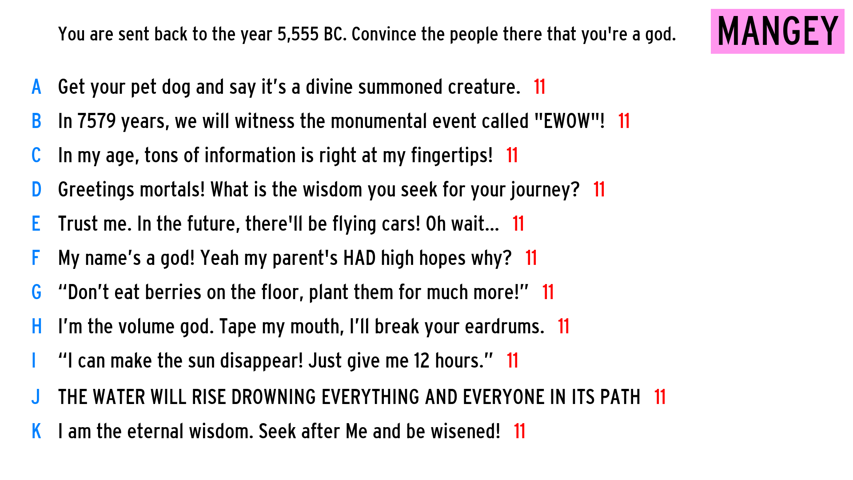 You are sent back to the year 5,555 BC. Convince the people there that you're a god.
MANGEY
A Get your pet dog and say it’s a divine summoned creature. 11
B In 7579 years, we will witness the monumental event called "EWOW"! 11
C In my age, tons of information is right at my fingertips! 11
D Greetings mortals! What is the wisdom you seek for your journey? 11
E Trust me. In the future, there'll be flying cars! Oh wait... 11
F My name’s a god! Yeah my parent's HAD high hopes why? 11
G “Don’t eat berries on the floor, plant them for much more!” 11
H I’m the volume god. Tape my mouth, I’ll break your eardrums. 11
I “I can make the sun disappear! Just give me 12 hours.” 11
J THE WATER WILL RISE DROWNING EVERYTHING AND EVERYONE IN ITS PATH 11
K I am the eternal wisdom. Seek after Me and be wisened! 11